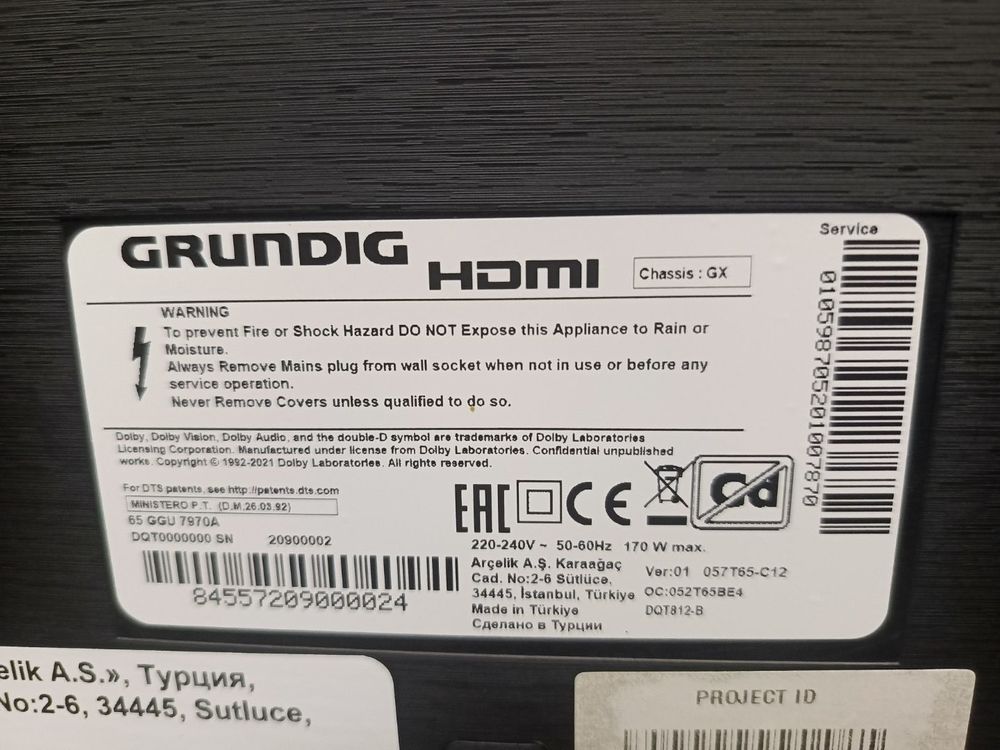 GRUNDIG
HDMI
Chassis : GX
Service
010598705201007870
WARNING
To prevent Fire or Shock Hazard DO NOT Expose this Appliance to Rain or
Moisture.
Always Remove Mains plug from wall socket when not in use or before any
service operation.
Never Remove Covers unless qualified to do so.
Dolby, Dolby Vision, Dolby Audio, and the double-D symbol are trademarks of Dolby Laboratories
Licensing Corporation. Manufactured under license from Dolby Laboratories. Confidential unpublished
works. Copyright © 1992-2021 Dolby Laboratories. All rights reserved.
For DTS patents, see http://patents.dts.com
MINISTERO P.T. (D.M.26.03.92)
65 GGU 7970A
DQT0000000 SN 20900002
84557209000024
EAC CE Cd
220-240V ~ 50-60Hz 170 W max.
Arçelik A.Ş. Karaağaç
Cad. No:2-6 Sütlüce,
34445, İstanbul, Türkiye
Made in Türkiye
Сделано в Турции
Ver:01 057T65-C12
OC:052T65BE4
DQT812-B
elik A.S.», Турция,
No:2-6, 34445, Sutluce,
PROJECT ID